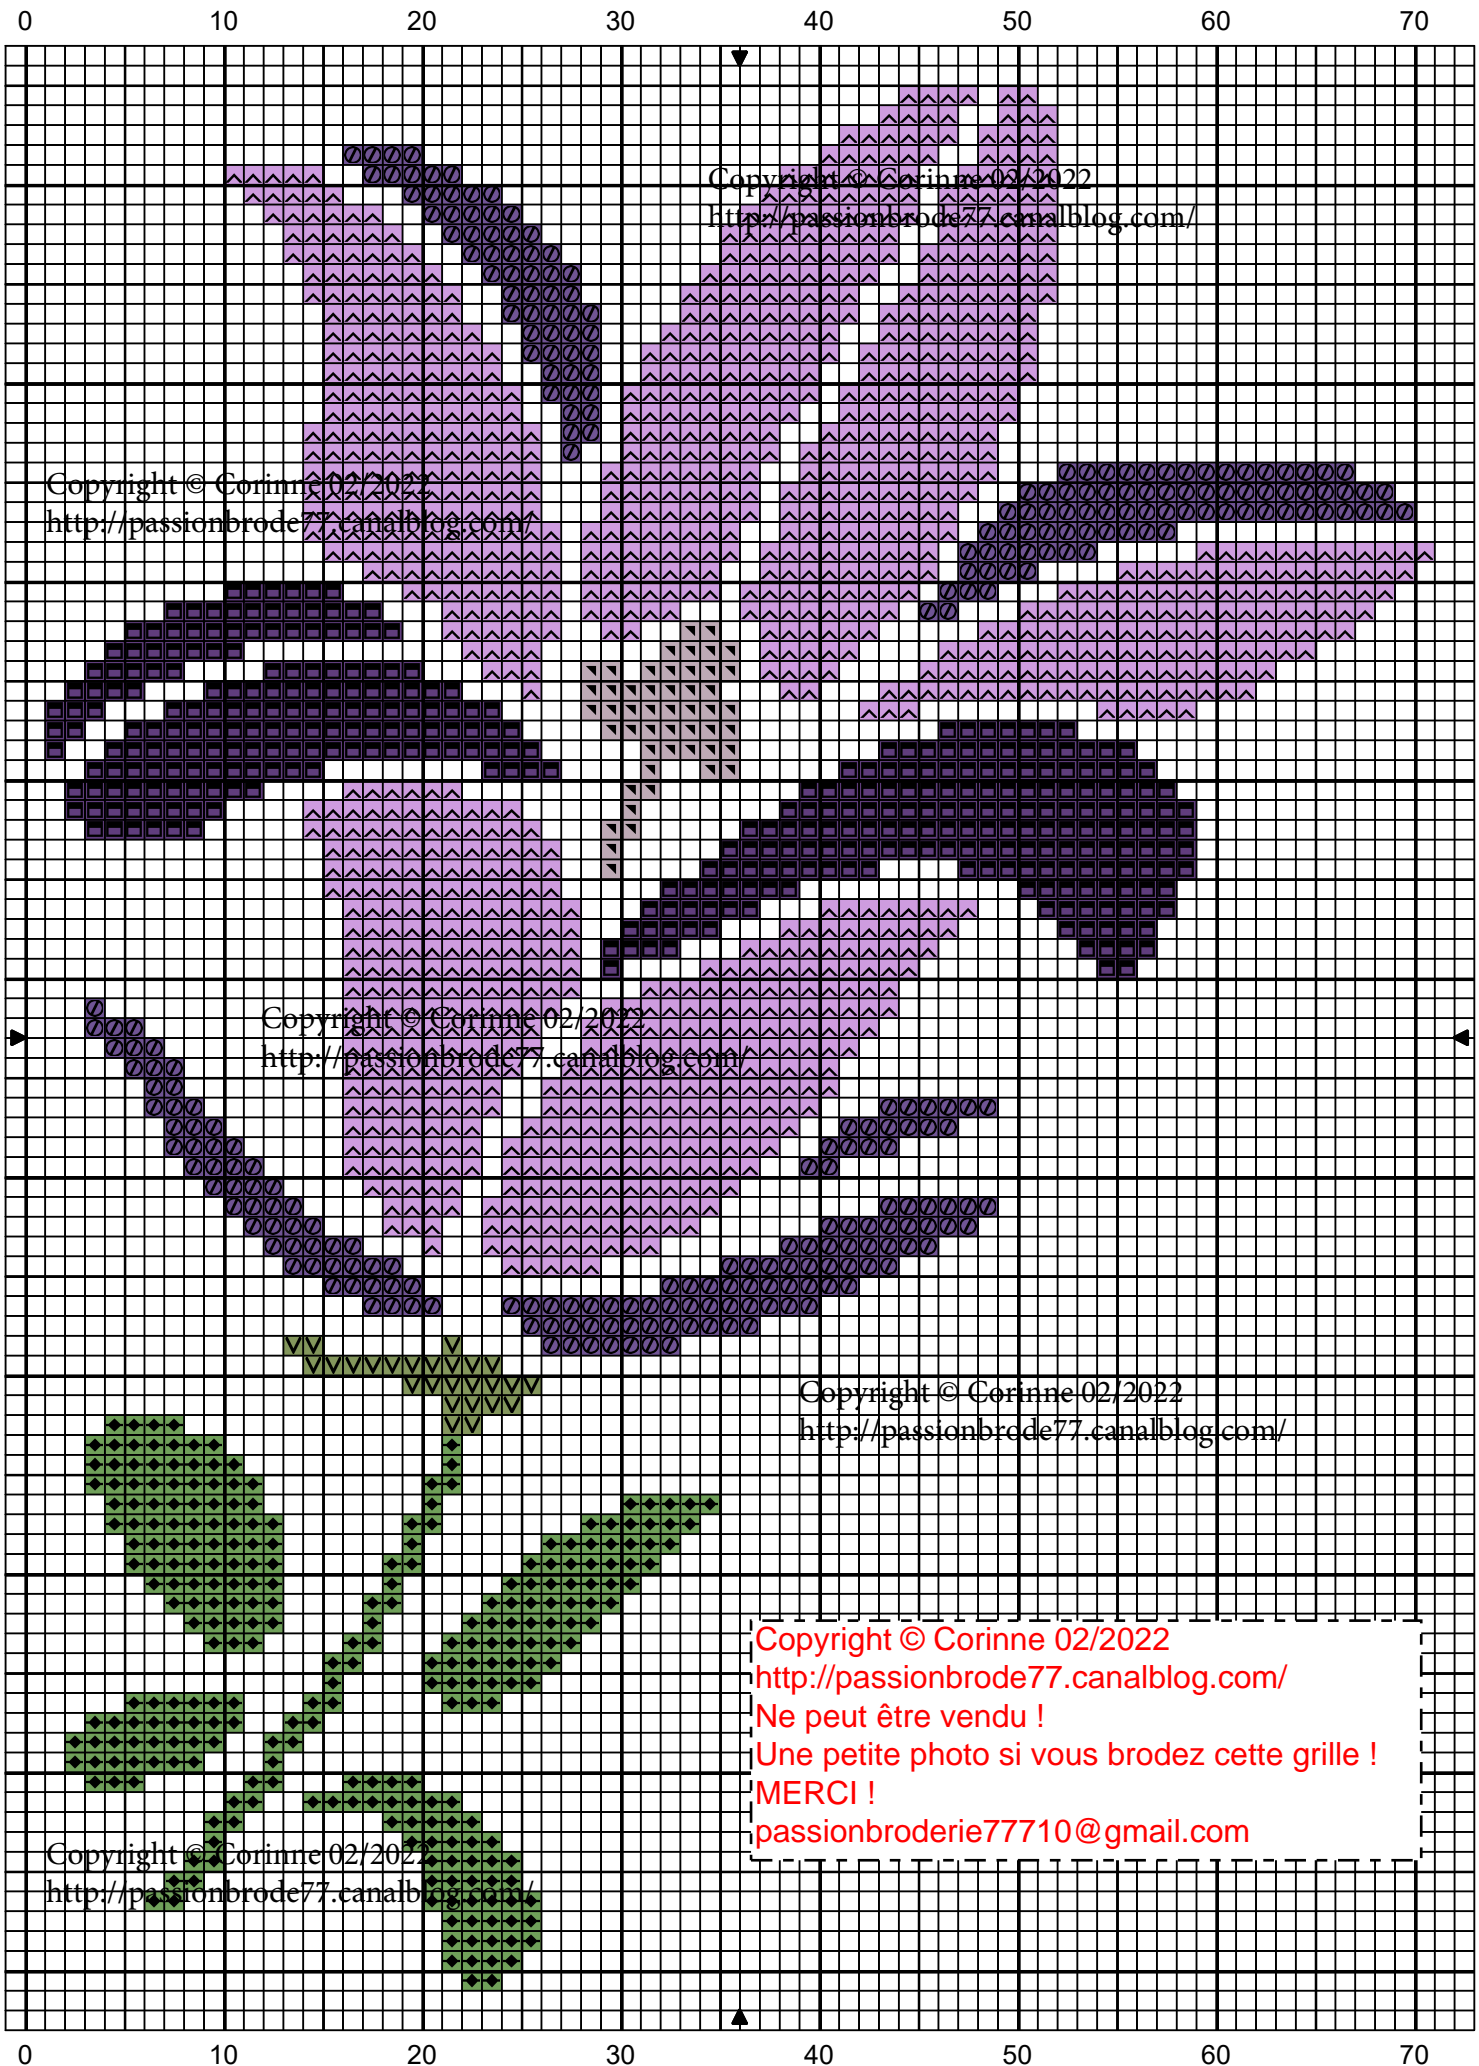 0 10 20 30 40 50 60 70
Copyright © Corinne 02/2022
http://passionbrode77.canalblog.com/
Copyright © Corinne 02/2022
http://passionbrode77.canalblog.com/
Copyright © Corinne 02/2022
http://passionbrode77.canalblog.com/
Copyright © Corinne 02/2022
http://passionbrode77.canalblog.com/
Copyright © Corinne 02/2022
http://passionbrode77.canalblog.com/
Ne peut être vendu !
Une petite photo si vous brodez cette grille !
MERCI !
passionbroderie77710@gmail.com
Copyright © Corinne 02/2022
http://passionbrode77.canalblog.com/
0 10 20 30 40 50 60 70